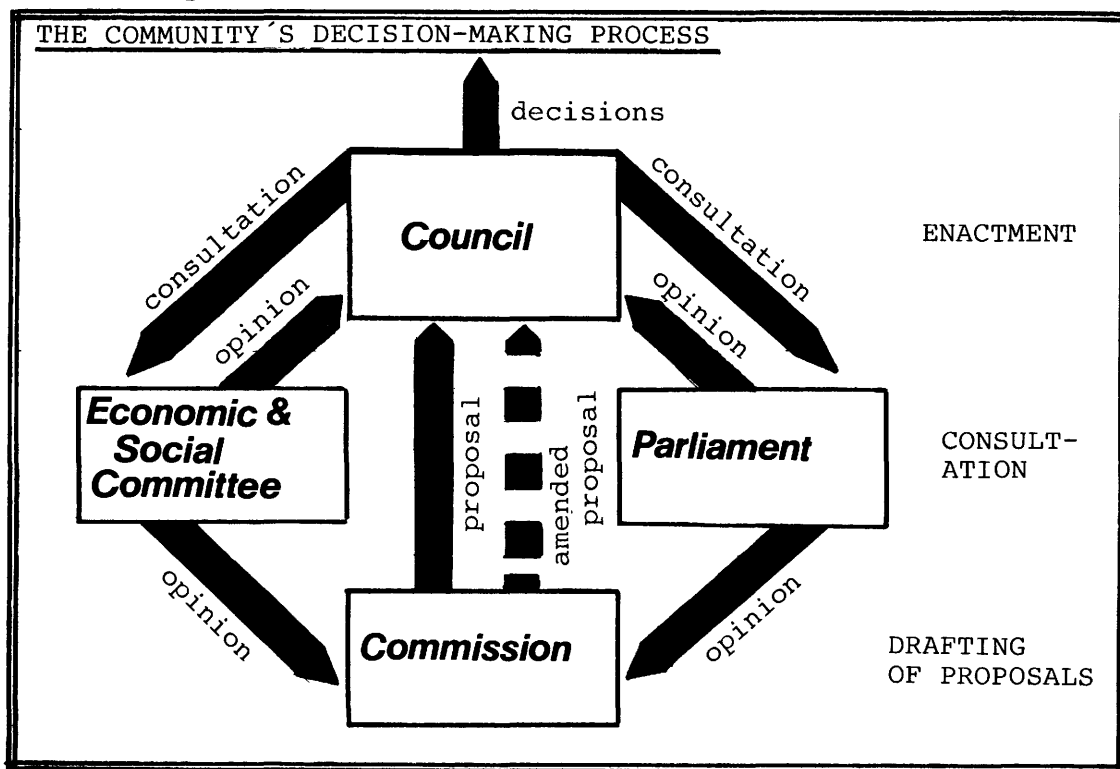 THE COMMUNITY´S DECISION-MAKING PROCESS
decisions
consultation
consultation
Council
ENACTMENT
opinion
opinion
Economic &
Social
Committee
proposal
amended
proposal
Parliament
CONSULT-
ATION
opinion
opinion
Commission
DRAFTING
OF PROPOSALS